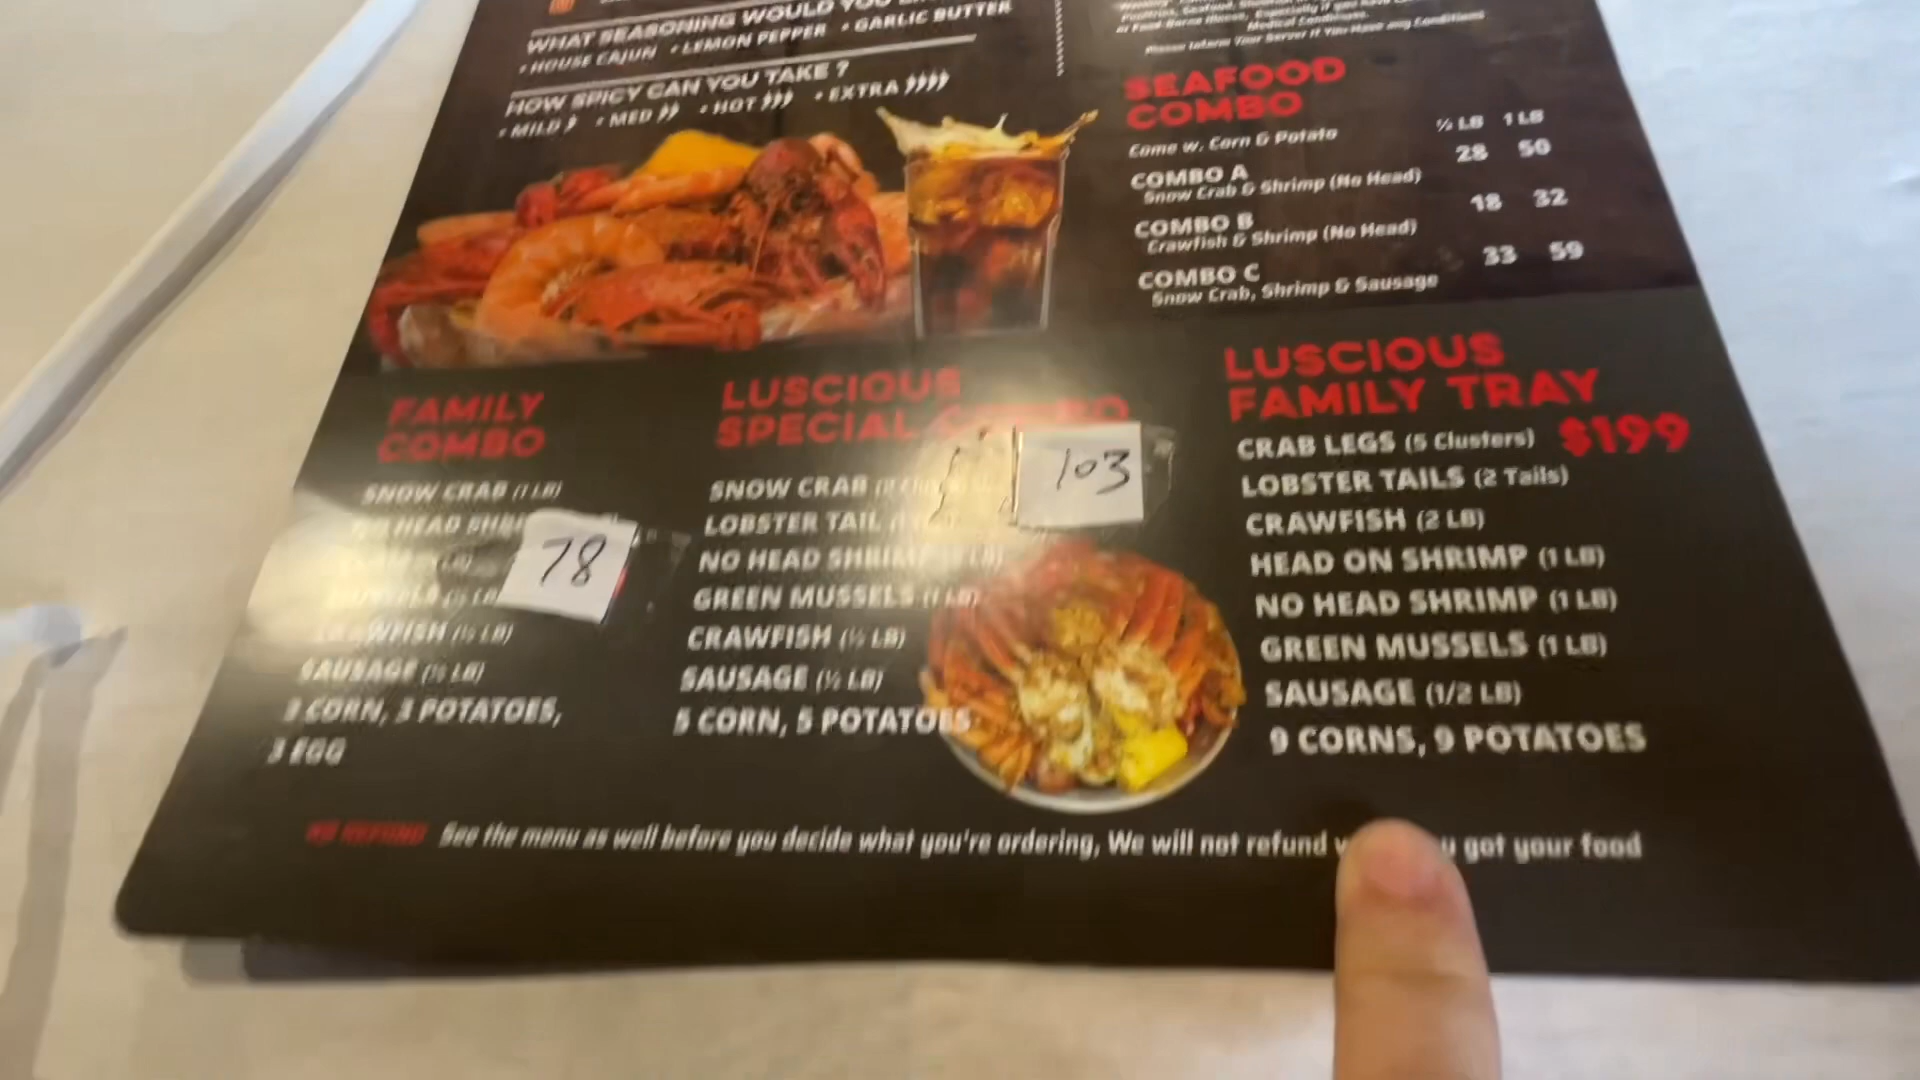 WHAT SEASONING WOULD YOU
• HOUSE CAJUN • LEMON PEPPER • GARLIC BUTTER
HOW SPICY CAN YOU TAKE ?
• MILD • MED • HOT • EXTRA
Medical Conditions.
Please Inform Your Server If You Have any Conditions
SEAFOOD
COMBO
Come w. Corn & Potato
½ LB 1 LB
COMBO A 28 50
Snow Crab & Shrimp (No Head)
COMBO B 18 32
Crawfish & Shrimp (No Head)
COMBO C 33 59
Snow Crab, Shrimp & Sausage
FAMILY
COMBO
78
SNOW CRAB (1 LB)
HEAD
CRAWFISH (½ LB)
SAUSAGE (½ LB)
3 CORN, 3 POTATOES,
3 EGG
LUSCIOUS
SPECIAL COMBO
103
SNOW CRAB
LOBSTER TAIL
NO HEAD SHRIMP
GREEN MUSSELS (1 LB)
CRAWFISH (½ LB)
SAUSAGE (½ LB)
5 CORN, 5 POTATOES
LUSCIOUS
FAMILY TRAY
$199
CRAB LEGS (5 Clusters)
LOBSTER TAILS (2 Tails)
CRAWFISH (2 LB)
HEAD ON SHRIMP (1 LB)
NO HEAD SHRIMP (1 LB)
GREEN MUSSELS (1 LB)
SAUSAGE (1/2 LB)
9 CORNS, 9 POTATOES
NO REFUND See the menu as well before you decide what you're ordering, We will not refund got your food